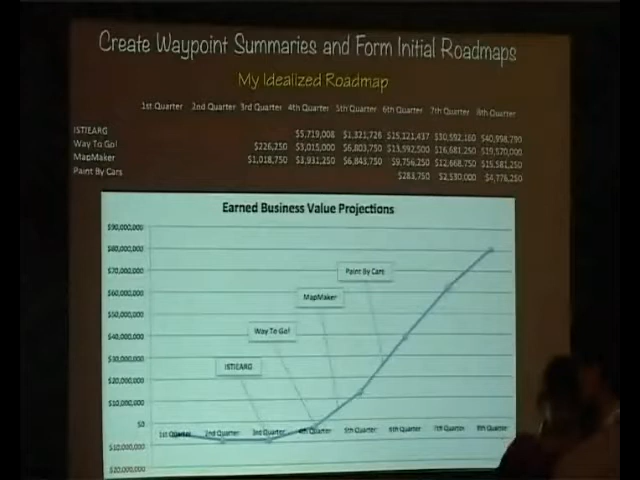 Create Waypoint Summaries and Form Initial Roadmaps
My Idealized Roadmap
1st Quarter 2nd Quarter 3rd Quarter 4th Quarter 5th Quarter 6th Quarter 7th Quarter 8th Quarter
ISTIEARG $5,719,008 $1,321,726 $25,121,437 $30,592,160 $40,998,790
Way To Go! $226,250 $3,015,000 $6,803,750 $13,592,500 $16,681,250 $19,570,000
MapMaker $1,018,750 $3,931,250 $6,843,750 $9,756,250 $12,668,750 $15,581,250
Paint By Cars $283,750 $2,530,000 $4,776,250
Earned Business Value Projections
$90,000,000
$80,000,000
$70,000,000
Paint By Cars
$60,000,000
MapMaker
$50,000,000
$40,000,000
Way To Go!
$30,000,000
ISTIEARG
$20,000,000
$10,000,000
$0
1st Quarter 2nd Quarter 3rd Quarter 4th Quarter 5th Quarter 6th Quarter 7th Quarter 8th Quarter
$10,000,000
$20,000,000